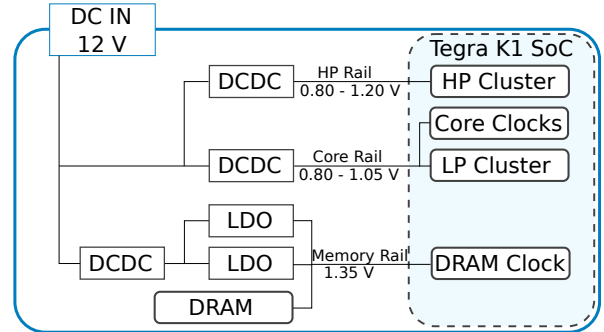 DC IN
12 V
Tegra K1 SoC
DCDC
HP Rail
0.80 - 1.20 V
HP Cluster
Core Clocks
DCDC
Core Rail
0.80 - 1.05 V
LP Cluster
LDO
DCDC
LDO
Memory Rail
1.35 V
DRAM Clock
DRAM